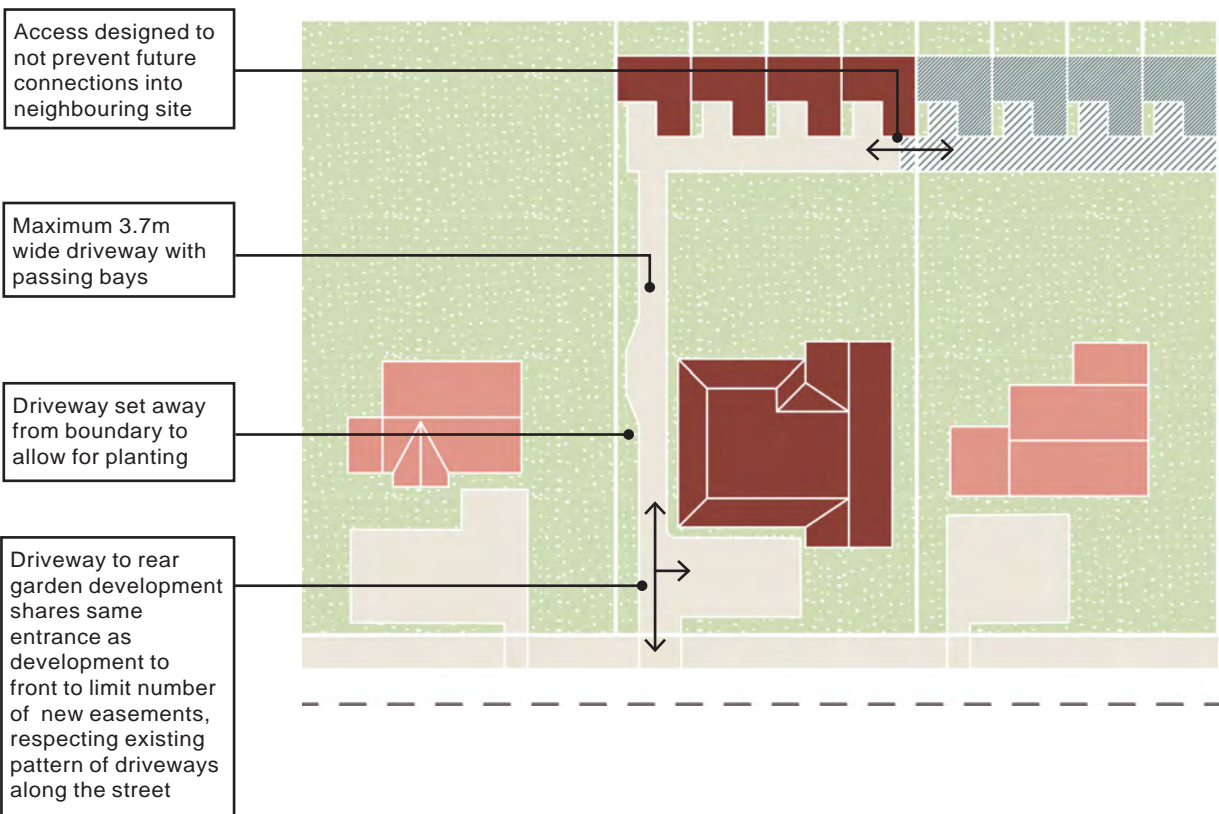 Access designed to
not prevent future
connections into
neighbouring site
Maximum 3.7m
wide driveway with
passing bays
Driveway set away
from boundary to
allow for planting
Driveway to rear
garden development
shares same
entrance as
development to
front to limit number
of new easements,
respecting existing
pattern of driveways
along the street